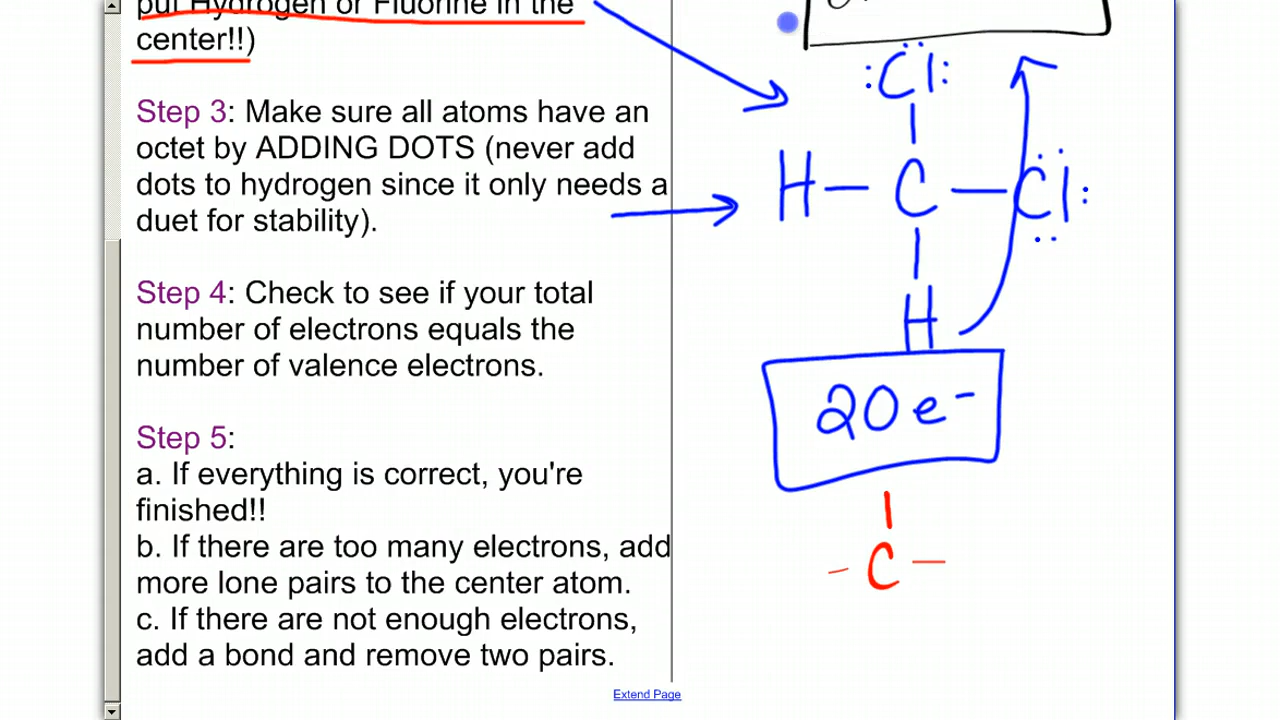 put Hydrogen or Fluorine in the
center!!)
Step 3: Make sure all atoms have an
octet by ADDING DOTS (never add
dots to hydrogen since it only needs a
duet for stability).
Step 4: Check to see if your total
number of electrons equals the
number of valence electrons.
Step 5:
a. If everything is correct, you're
finished!!
b. If there are too many electrons, add
more lone pairs to the center atom.
c. If there are not enough electrons,
add a bond and remove two pairs.
:Cl:
H — C — Cl:
H
20 e⁻
- C -
Extend Page